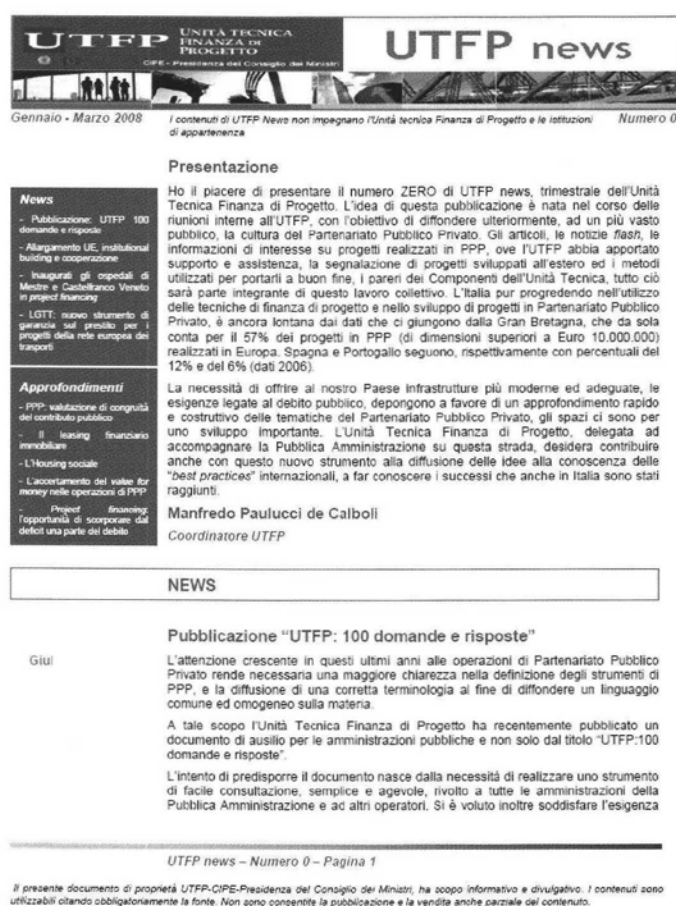 UTFP
UNITÀ TECNICA
FINANZA DI
PROGETTO
CIPE - Presidenza del Consiglio dei Ministri
UTFP news
Gennaio - Marzo 2008
I contenuti di UTFP News non impegnano l'Unità tecnica Finanza di Progetto e le istituzioni
di appartenenza
Numero 0
News
- Pubblicazione: UTFP 100
domande e risposte
- Allargamento UE, institutional
building e cooperazione
- Inaugurati gli ospedali di
Mestre e Castelfranco Veneto
in project financing
- LGTT: nuovo strumento di
garanzia sul prestito per i
progetti della rete europea dei
trasporti
Approfondimenti
- PPP: valutazione di congruità
del contributo pubblico
- Il leasing finanziario
immobiliare
- L'Housing sociale
- L'accertamento del value for
money nelle operazioni di PPP
- Project financing:
l'opportunità di scorporare dal
deficit una parte del debito
Presentazione
Ho il piacere di presentare il numero ZERO di UTFP news, trimestrale dell'Unità
Tecnica Finanza di Progetto. L'idea di questa pubblicazione è nata nel corso delle
riunioni interne all'UTFP, con l'obiettivo di diffondere ulteriormente, ad un più vasto
pubblico, la cultura del Partenariato Pubblico Privato. Gli articoli, le notizie flash, le
informazioni di interesse su progetti realizzati in PPP, ove l'UTFP abbia apportato
supporto e assistenza, la segnalazione di progetti sviluppati all'estero ed i metodi
utilizzati per portarli a buon fine, i pareri dei Componenti dell'Unità Tecnica, tutto ciò
sarà parte integrante di questo lavoro collettivo. L'Italia pur progredendo nell'utilizzo
delle tecniche di finanza di progetto e nello sviluppo di progetti in Partenariato Pubblico
Privato, è ancora lontana dai dati che ci giungono dalla Gran Bretagna, che da sola
conta per il 57% dei progetti in PPP (di dimensioni superiori a Euro 10.000.000)
realizzati in Europa. Spagna e Portogallo seguono, rispettivamente con percentuali del
12% e del 6% (dati 2006).
La necessità di offrire al nostro Paese infrastrutture più moderne ed adeguate, le
esigenze legate al debito pubblico, depongono a favore di un approfondimento rapido
e costruttivo delle tematiche del Partenariato Pubblico Privato, gli spazi ci sono per
uno sviluppo importante. L'Unità Tecnica Finanza di Progetto, delegata ad
accompagnare la Pubblica Amministrazione su questa strada, desidera contribuire
anche con questo nuovo strumento alla diffusione delle idee alla conoscenza delle
"best practices" internazionali, a far conoscere i successi che anche in Italia sono stati
raggiunti.
Manfredo Paulucci de Calboli
Coordinatore UTFP
NEWS
Pubblicazione "UTFP: 100 domande e risposte"
Giul
L'attenzione crescente in questi ultimi anni alle operazioni di Partenariato Pubblico
Privato rende necessaria una maggiore chiarezza nella definizione degli strumenti di
PPP, e la diffusione di una corretta terminologia al fine di diffondere un linguaggio
comune ed omogeneo sulla materia.
A tale scopo l'Unità Tecnica Finanza di Progetto ha recentemente pubblicato un
documento di ausilio per le amministrazioni pubbliche e non solo dal titolo "UTFP:100
domande e risposte".
L'intento di predisporre il documento nasce dalla necessità di realizzare uno strumento
di facile consultazione, semplice e agevole, rivolto a tutte le amministrazioni della
Pubblica Amministrazione e ad altri operatori. Si è voluto inoltre soddisfare l'esigenza
UTFP news – Numero 0 – Pagina 1
Il presente documento di proprietà UTFP-CIPE-Presidenza del Consiglio dei Ministri, ha scopo informativo e divulgativo. I contenuti sono
utilizzabili citando obbligatoriamente la fonte. Non sono consentite la pubblicazione e la vendita anche parziale del contenuto.